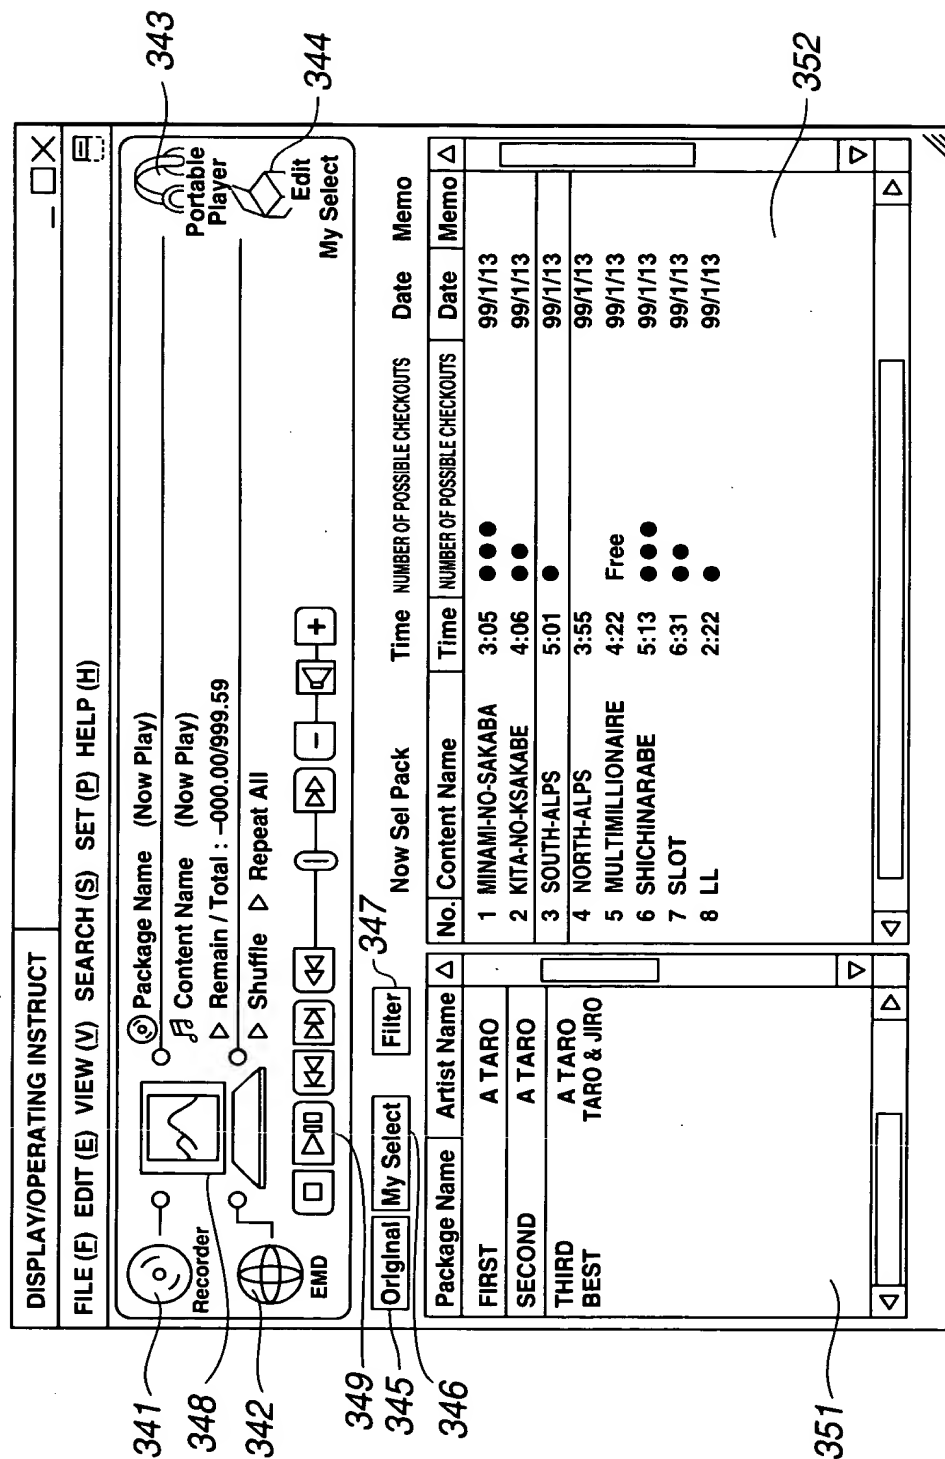 DISPLAY/OPERATING INSTRUCT
FILE (F) EDIT (E) VIEW (V) SEARCH (S) SET (P) HELP (H)
341
Recorder
348
342
EMD
Package Name (Now Play)
Content Name (Now Play)
Remain / Total : –000.00/999.59
Shuffle Repeat All
Portable
Player
343
Edit
344
My Select
349
345
346
Original My Select Filter 347
Now Sel Pack Time NUMBER OF POSSIBLE CHECKOUTS Date Memo
Package Name Artist Name
FIRST A TARO
SECOND A TARO
THIRD A TARO
BEST TARO & JIRO
351
No. Content Name Time NUMBER OF POSSIBLE CHECKOUTS Date Memo
1 MINAMI-NO-SAKABA 3:05 ●●● 99/1/13
2 KITA-NO-KSAKABE 4:06 ●● 99/1/13
3 SOUTH-ALPS 5:01 ● 99/1/13
4 NORTH-ALPS 3:55 99/1/13
5 MULTIMILLIONAIRE 4:22 Free 99/1/13
6 SHICHINARABE 5:13 ●●● 99/1/13
7 SLOT 6:31 ●● 99/1/13
8 LL 2:22 ● 99/1/13
352